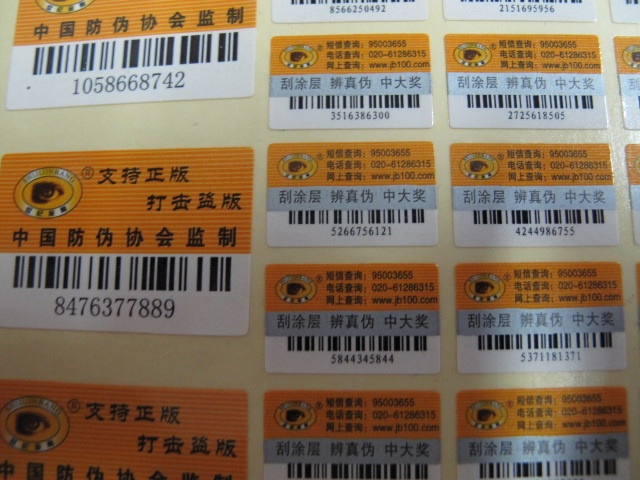 中国防伪协会监制
1058668742
®
支持正版
打击盗版
中国防伪协会监制
8476377889
®
支持正版
打击盗版
中国防伪协会监制
8566250492
2151695956
短信查询：95003655
电话查询：020-61286315
网上查询：www.jb100.com
刮涂层 辨真伪 中大奖
3516386300
短信查询：95003655
电话查询：020-61286315
网上查询：www.jb100.com
刮涂层 辨真伪 中大奖
2725618505
短信查询：95003655
电话查询：020-61286315
网上查询：www.jb100.com
刮涂层 辨真伪 中大奖
5266756121
短信查询：95003655
电话查询：020-61286315
网上查询：www.jb100.com
刮涂层 辨真伪 中大奖
4244986755
短信查询：95003655
电话查询：020-61286315
网上查询：www.jb100.com
刮涂层 辨真伪 中大奖
5844345844
短信查询：95003655
电话查询：020-61286315
网上查询：www.jb100.com
刮涂层 辨真伪 中大奖
5371181371
短信查询：95003655
电话查询：020-61286315
网上查询：www.jb100.com
刮涂层 辨真伪 中大奖
短信查询：95003655
电话查询：020-61286315
网上查询：www.jb100.com
刮涂层 辨真伪 中大奖